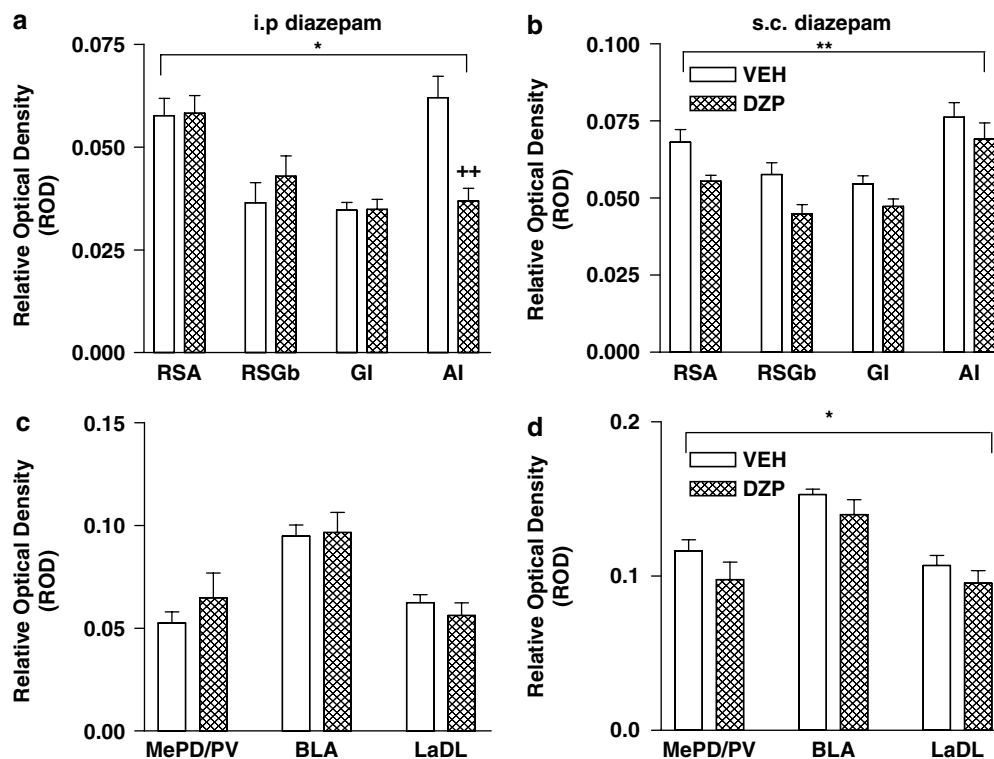 a
i.p diazepam
*
++
0.075
0.050
0.025
0.000
Relative Optical Density
(ROD)
RSA RSGb GI AI
b
s.c. diazepam
**
VEH
DZP
0.100
0.075
0.050
0.025
0.000
Relative Optical Density
(ROD)
RSA RSGb GI AI
c
0.15
0.10
0.05
0.00
Relative Optical Density
(ROD)
MePD/PV BLA LaDL
d
*
VEH
DZP
0.2
0.1
0.0
Relative Optical Density
(ROD)
MePD/PV BLA LaDL